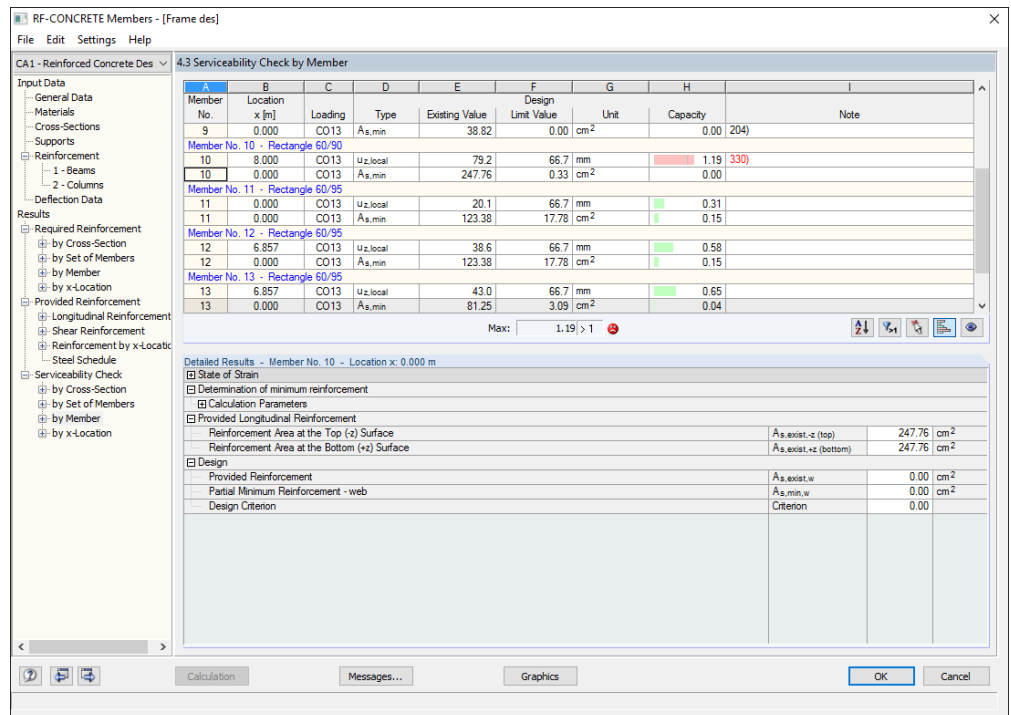 RF-CONCRETE Members - [Frame des]
File Edit Settings Help
CA1 - Reinforced Concrete Des
4.3 Serviceability Check by Member
Input Data
General Data
Materials
Cross-Sections
Supports
Reinforcement
1 - Beams
2 - Columns
Deflection Data
Results
Required Reinforcement
by Cross-Section
by Set of Members
by Member
by x-Location
Provided Reinforcement
Longitudinal Reinforcement
Shear Reinforcement
Reinforcement by x-Locatic
Steel Schedule
Serviceability Check
by Cross-Section
by Set of Members
by Member
by x-Location
A B C D E F G H I
Member Location Design
No. x [m] Loading Type Existing Value Limit Value Unit Capacity Note
9 0.000 CO13 As,min 38.82 0.00 cm2 0.00 204)
Member No. 10 - Rectangle 60/90
10 8.000 CO13 uz,local 79.2 66.7 mm 1.19 330)
10 0.000 CO13 As,min 247.76 0.33 cm2 0.00
Member No. 11 - Rectangle 60/95
11 0.000 CO13 uz,local 20.1 66.7 mm 0.31
11 0.000 CO13 As,min 123.38 17.78 cm2 0.15
Member No. 12 - Rectangle 60/95
12 6.857 CO13 uz,local 38.6 66.7 mm 0.58
12 0.000 CO13 As,min 123.38 17.78 cm2 0.15
Member No. 13 - Rectangle 60/95
13 6.857 CO13 uz,local 43.0 66.7 mm 0.65
13 0.000 CO13 As,min 81.25 3.09 cm2 0.04
Max: 1.19 > 1
Detailed Results - Member No. 10 - Location x: 0.000 m
State of Strain
Determination of minimum reinforcement
Calculation Parameters
Provided Longitudinal Reinforcement
Reinforcement Area at the Top (-z) Surface As,exist,-z (top) 247.76 cm2
Reinforcement Area at the Bottom (+z) Surface As,exist,+z (bottom) 247.76 cm2
Design
Provided Reinforcement As,exist,w 0.00 cm2
Partial Minimum Reinforcement - web As,min,w 0.00 cm2
Design Criterion Criterion 0.00
Calculation Messages... Graphics OK Cancel